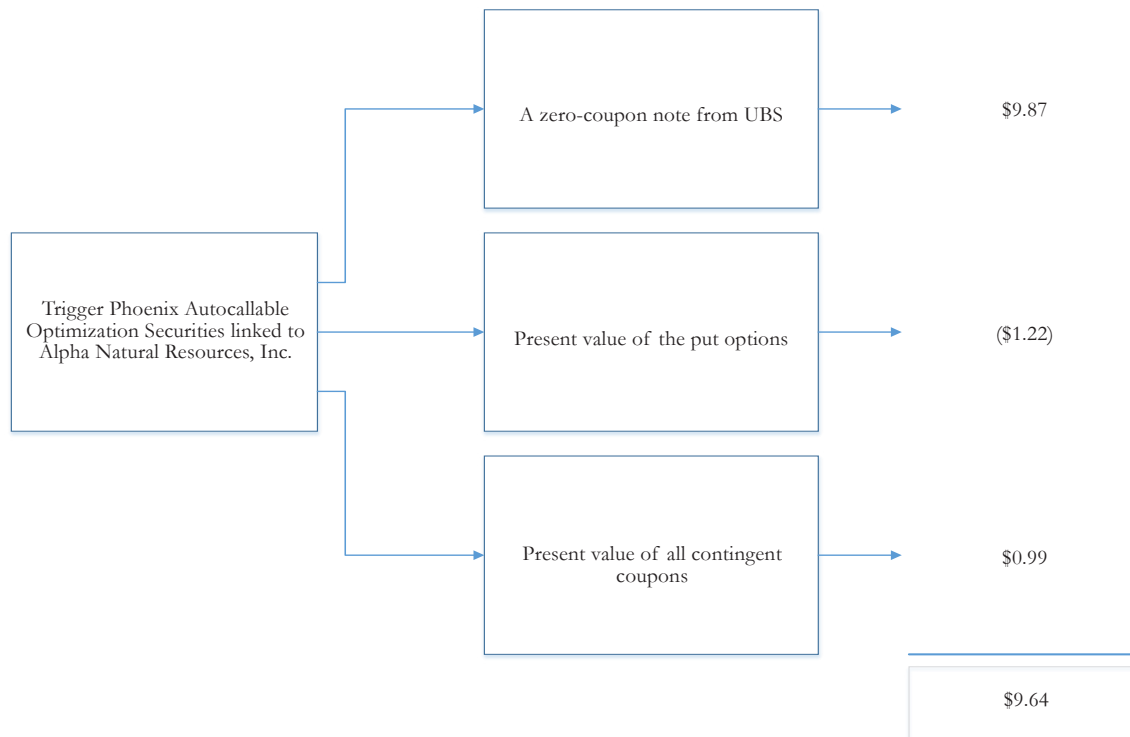 A zero-coupon note from UBS
$9.87
Trigger Phoenix Autocallable
Optimization Securities linked to
Alpha Natural Resources, Inc.
Present value of the put options
($1.22)
Present value of all contingent
coupons
$0.99
$9.64